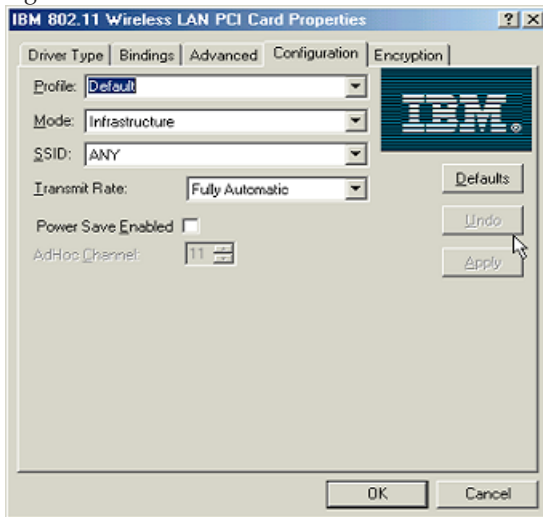 IBM 802.11 Wireless LAN PCI Card Properties
Driver Type Bindings Advanced Configuration Encryption
Profile: Default
Mode: Infrastructure
SSID: ANY
Transmit Rate: Fully Automatic
Power Save Enabled
AdHoc Channel: 11
IBM®
Defaults
Undo
Apply
OK Cancel